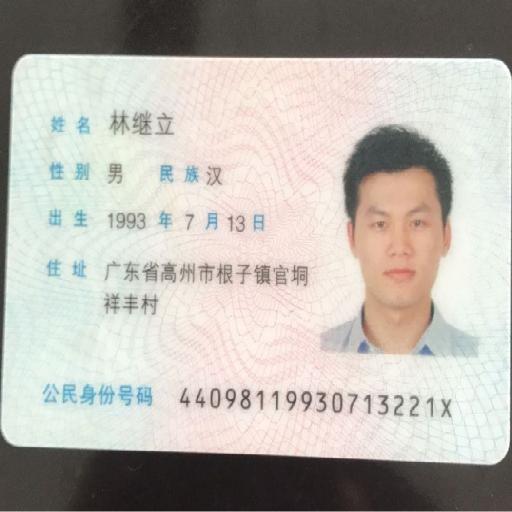 姓名 林继立
性别 男 民族 汉
出生 1993 年 7 月 13 日
住址 广东省高州市根子镇官垌
祥丰村
公民身份号码 44098119930713221X